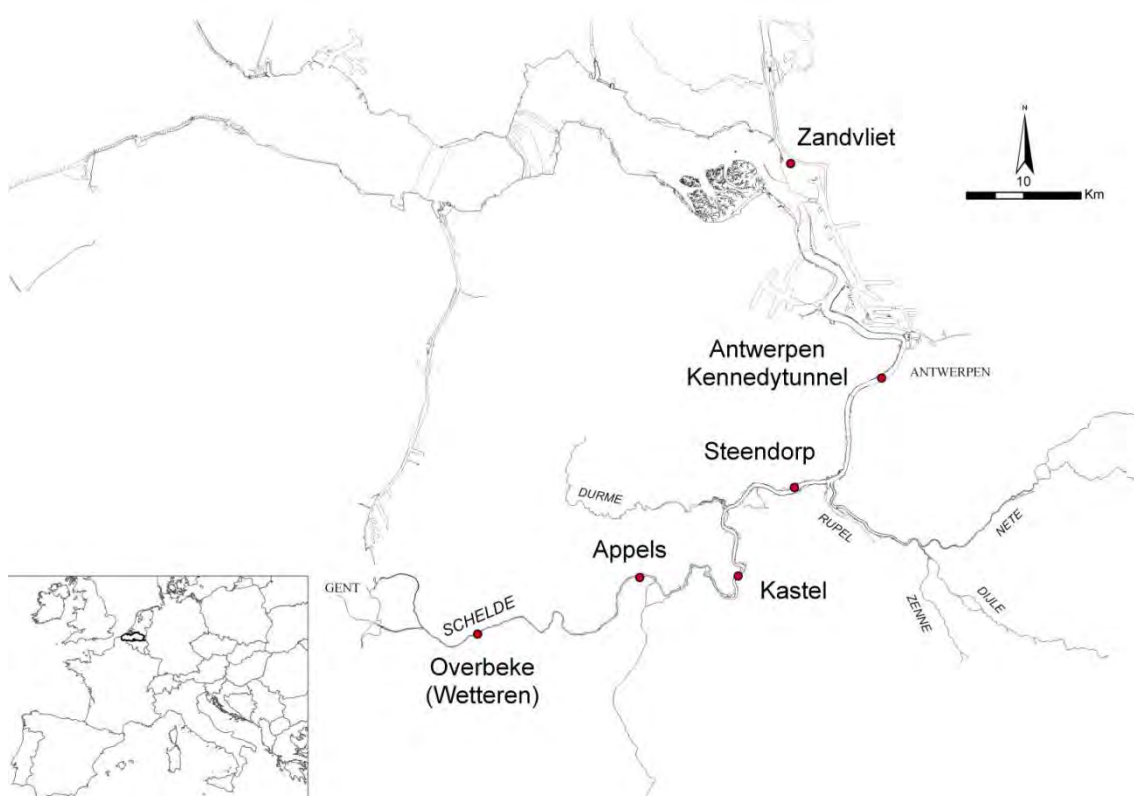 Zandvliet
N
10
Km
Antwerpen
Kennedytunnel
ANTWERPEN
Steendorp
DURME
RUPEL
NETE
Appels
Kastel
DIJLE
ZENNE
GENT
SCHELDE
Overbeke
(Wetteren)